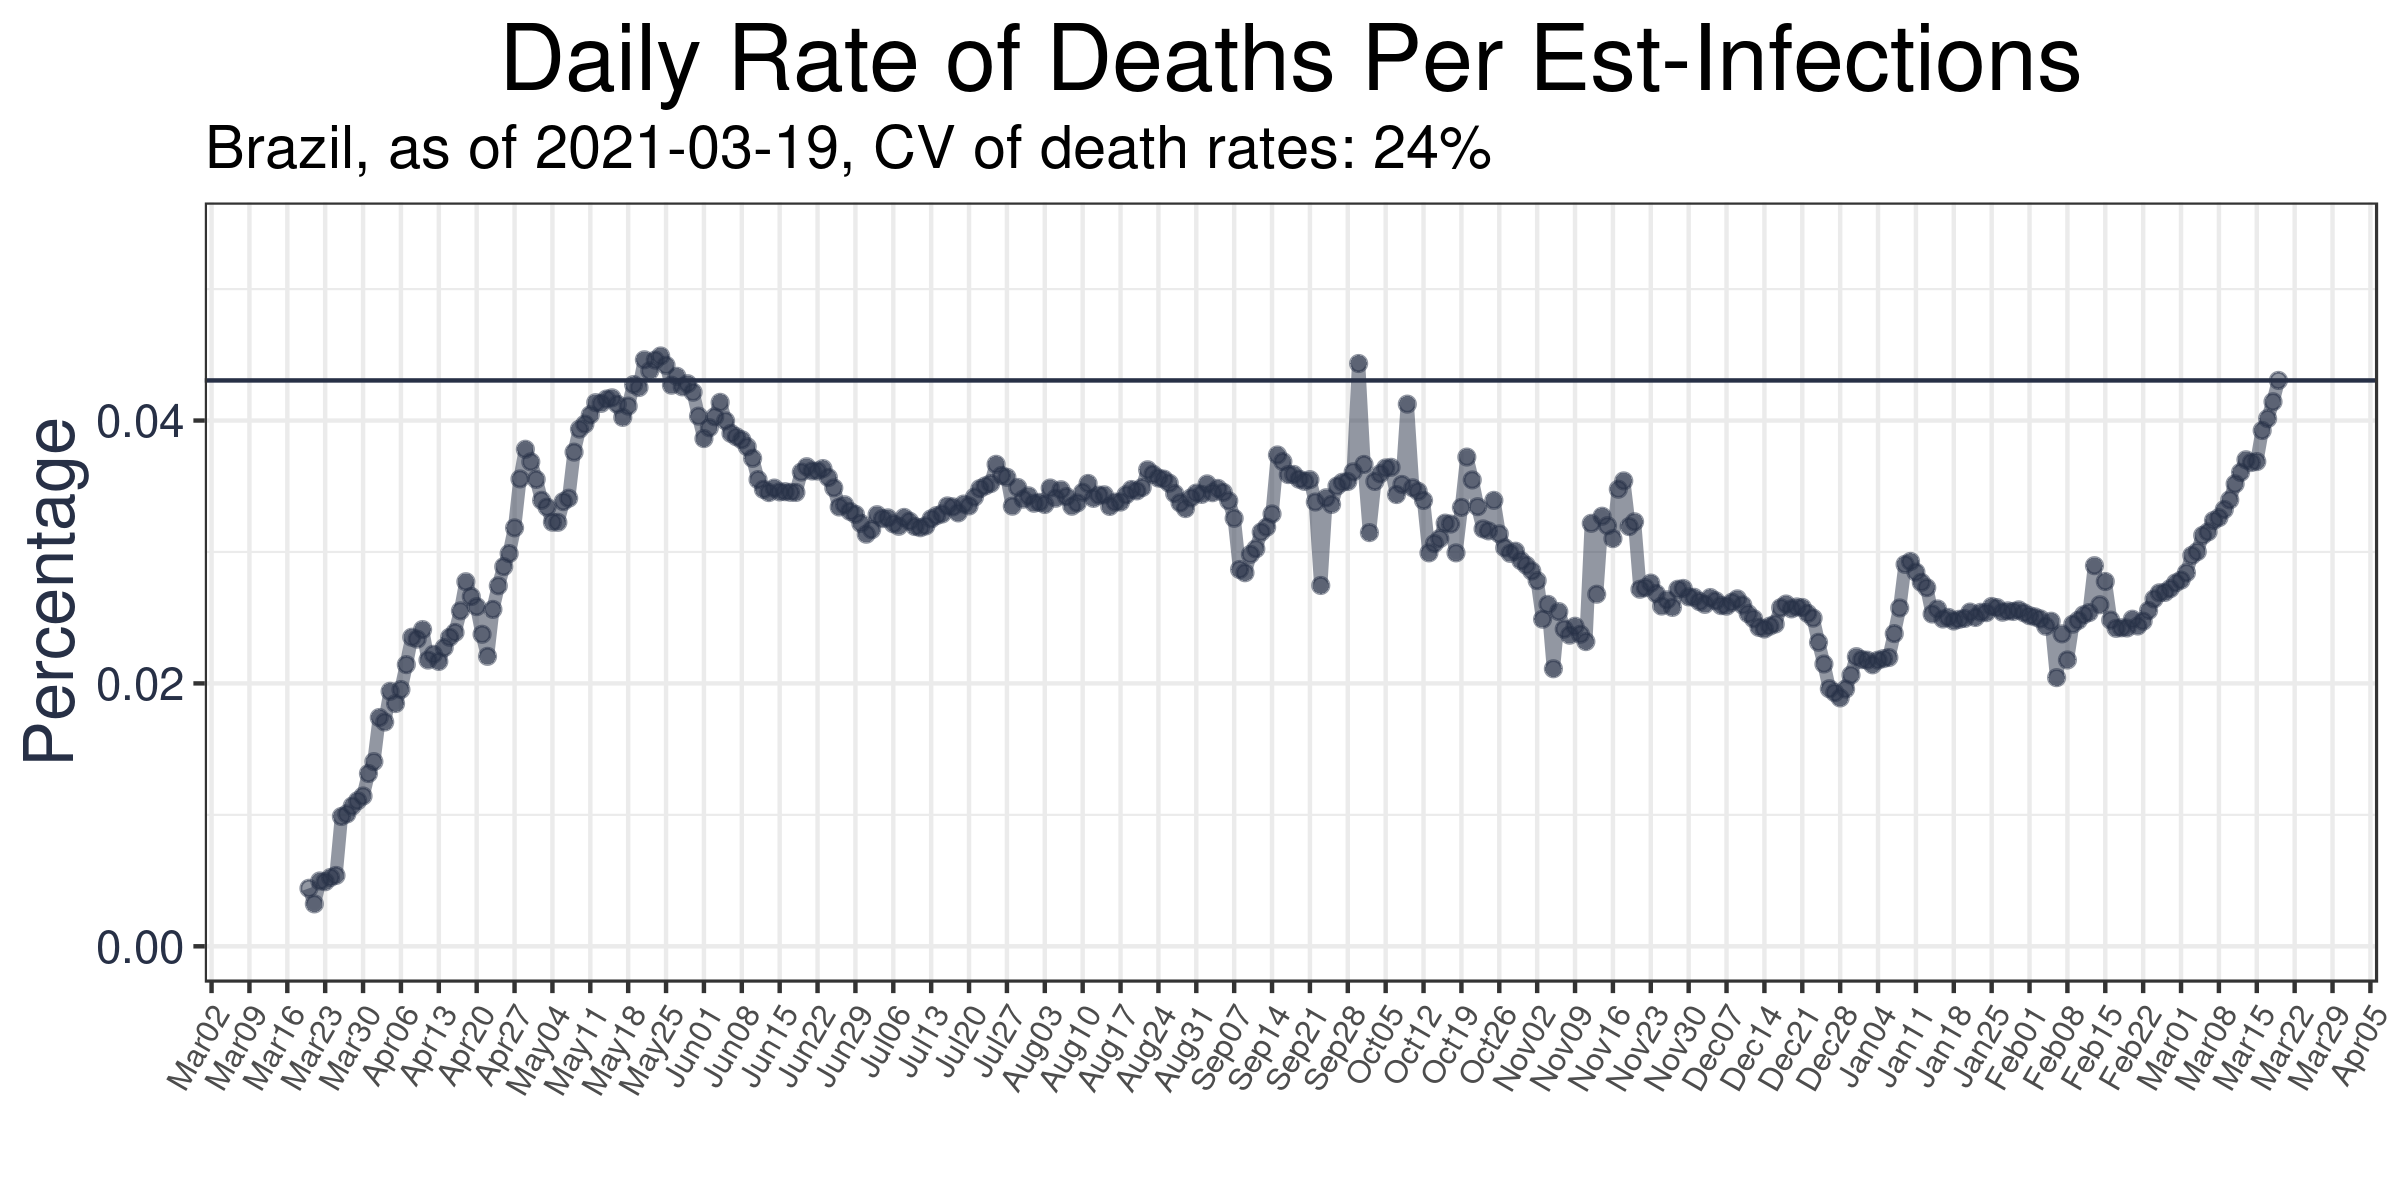 Daily Rate of Deaths Per Est-Infections
Brazil, as of 2021-03-19, CV of death rates: 24%
Percentage
0.04
0.02
0.00
Mar02
Mar09
Mar16
Mar23
Mar30
Apr06
Apr13
Apr20
Apr27
May04
May11
May18
May25
Jun01
Jun08
Jun15
Jun22
Jun29
Jul06
Jul13
Jul20
Jul27
Aug03
Aug10
Aug17
Aug24
Aug31
Sep07
Sep14
Sep21
Sep28
Oct05
Oct12
Oct19
Oct26
Nov02
Nov09
Nov16
Nov23
Nov30
Dec07
Dec14
Dec21
Dec28
Jan04
Jan11
Jan18
Jan25
Feb01
Feb08
Feb15
Feb22
Mar01
Mar08
Mar15
Mar22
Mar29
Apr05